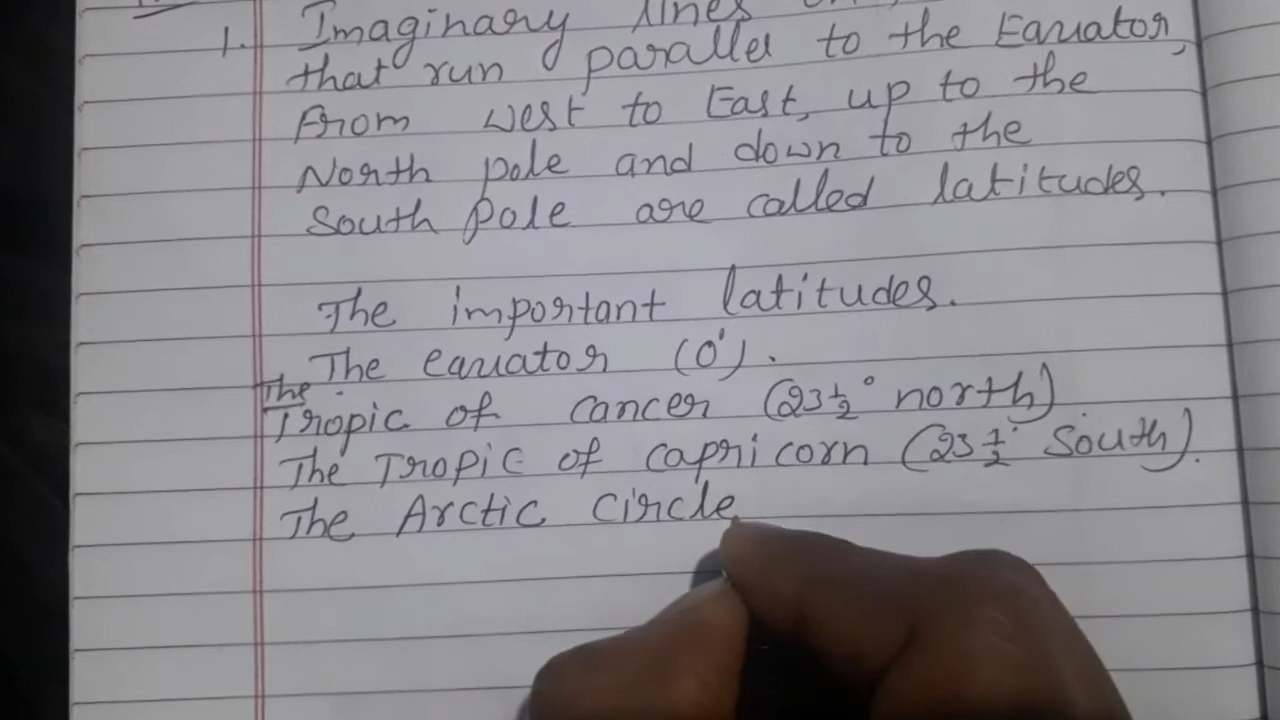 1. Imaginary lines
that run parallel to the Equator,
From west to East, up to the
North pole and down to the
South pole are called latitudes.
The important latitudes.
The equator (0°).
The
Tropic of cancer (23½° north)
The Tropic of capricorn (23½° South).
The Arctic Circle